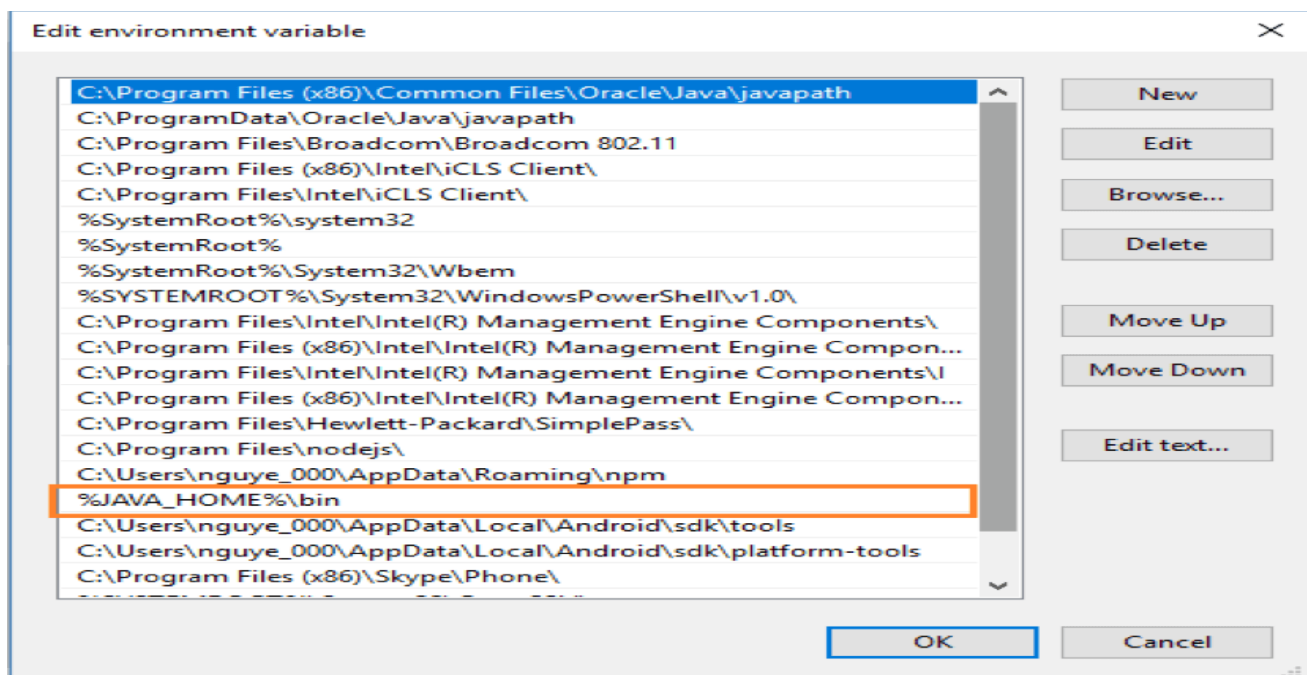 Edit environment variable
C:\Program Files (x86)\Common Files\Oracle\Java\javapath
C:\ProgramData\Oracle\Java\javapath
C:\Program Files\Broadcom\Broadcom 802.11
C:\Program Files (x86)\Intel\iCLS Client\
C:\Program Files\Intel\iCLS Client\
%SystemRoot%\system32
%SystemRoot%
%SystemRoot%\System32\Wbem
%SYSTEMROOT%\System32\WindowsPowerShell\v1.0\
C:\Program Files\Intel\Intel(R) Management Engine Components\
C:\Program Files (x86)\Intel\Intel(R) Management Engine Compon...
C:\Program Files\Intel\Intel(R) Management Engine Components\I
C:\Program Files (x86)\Intel\Intel(R) Management Engine Compon...
C:\Program Files\Hewlett-Packard\SimplePass\
C:\Program Files\nodejs\
C:\Users\nguye_000\AppData\Roaming\npm
%JAVA_HOME%\bin
C:\Users\nguye_000\AppData\Local\Android\sdk\tools
C:\Users\nguye_000\AppData\Local\Android\sdk\platform-tools
C:\Program Files (x86)\Skype\Phone\
New
Edit
Browse...
Delete
Move Up
Move Down
Edit text...
OK
Cancel